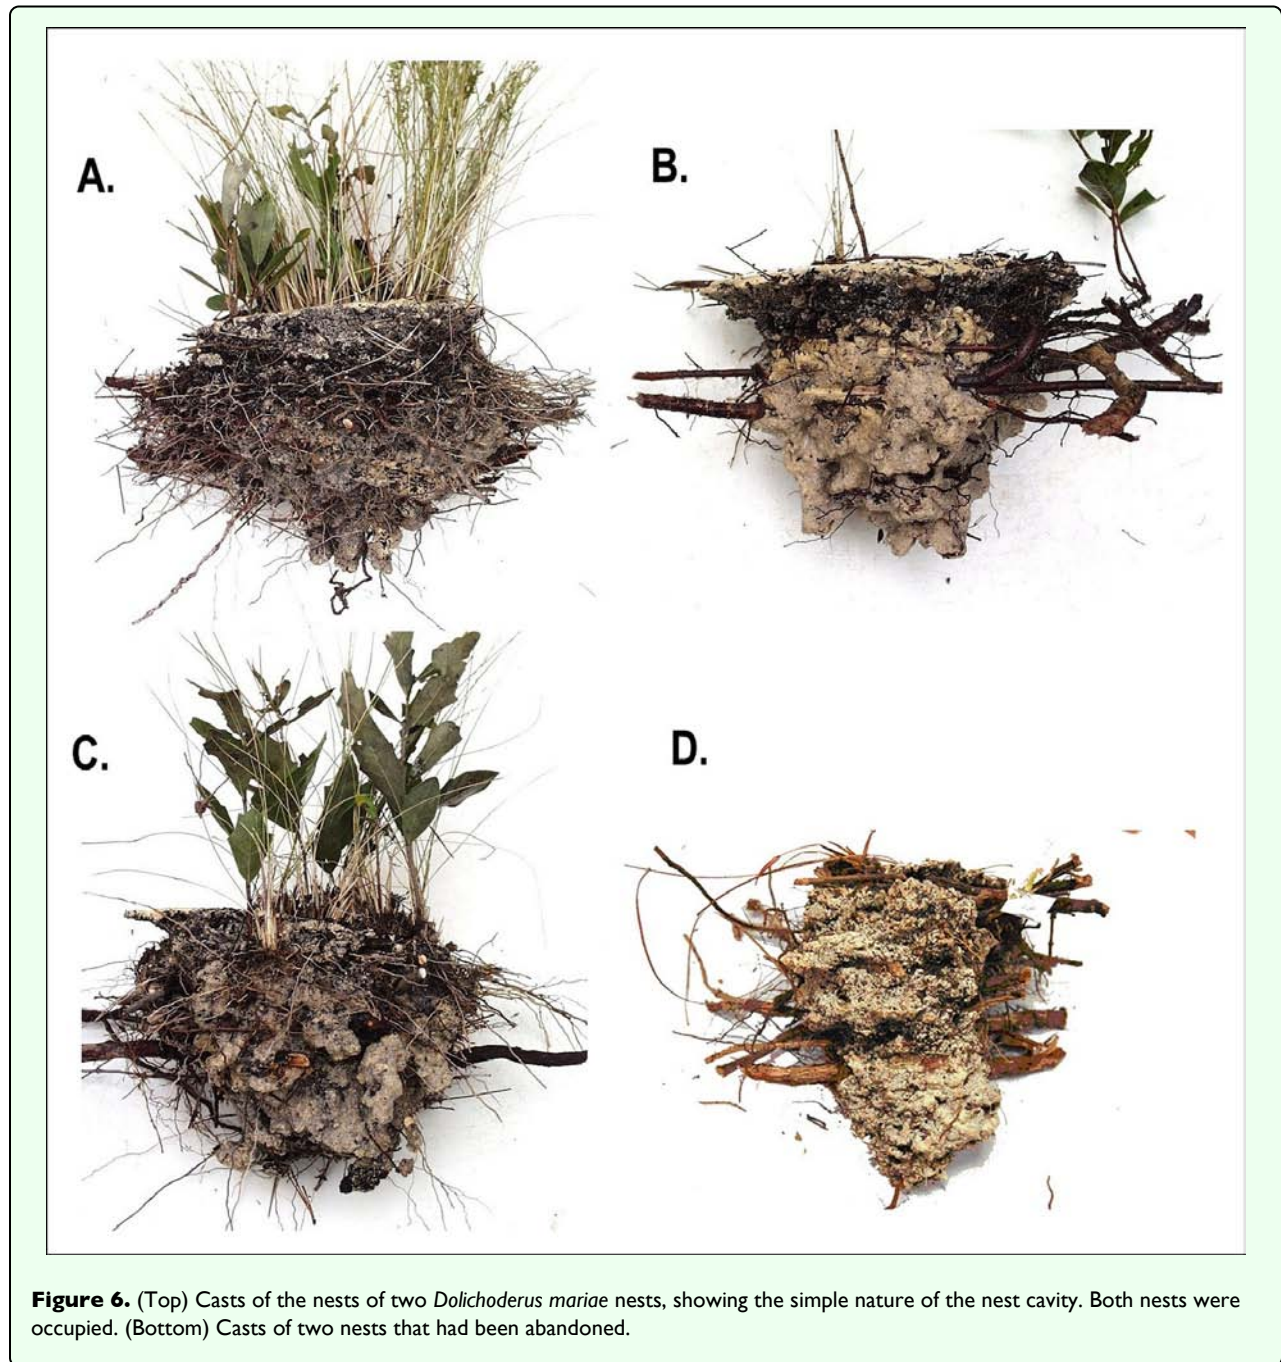 A.
B.
C.
D.
Figure 6. (Top) Casts of the nests of two Dolichoderus mariae nests, showing the simple nature of the nest cavity. Both nests were
occupied. (Bottom) Casts of two nests that had been abandoned.